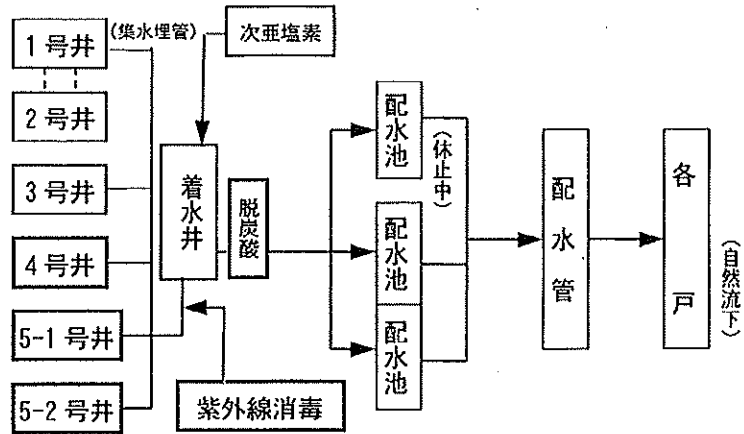 1号井
(集水埋管)
次亜塩素
2号井
3号井
4号井
5-1号井
5-2号井
着水井
脱炭酸
紫外線消毒
配水池
(休止中)
配水池
配水池
配水管
各戸
(自然流下)